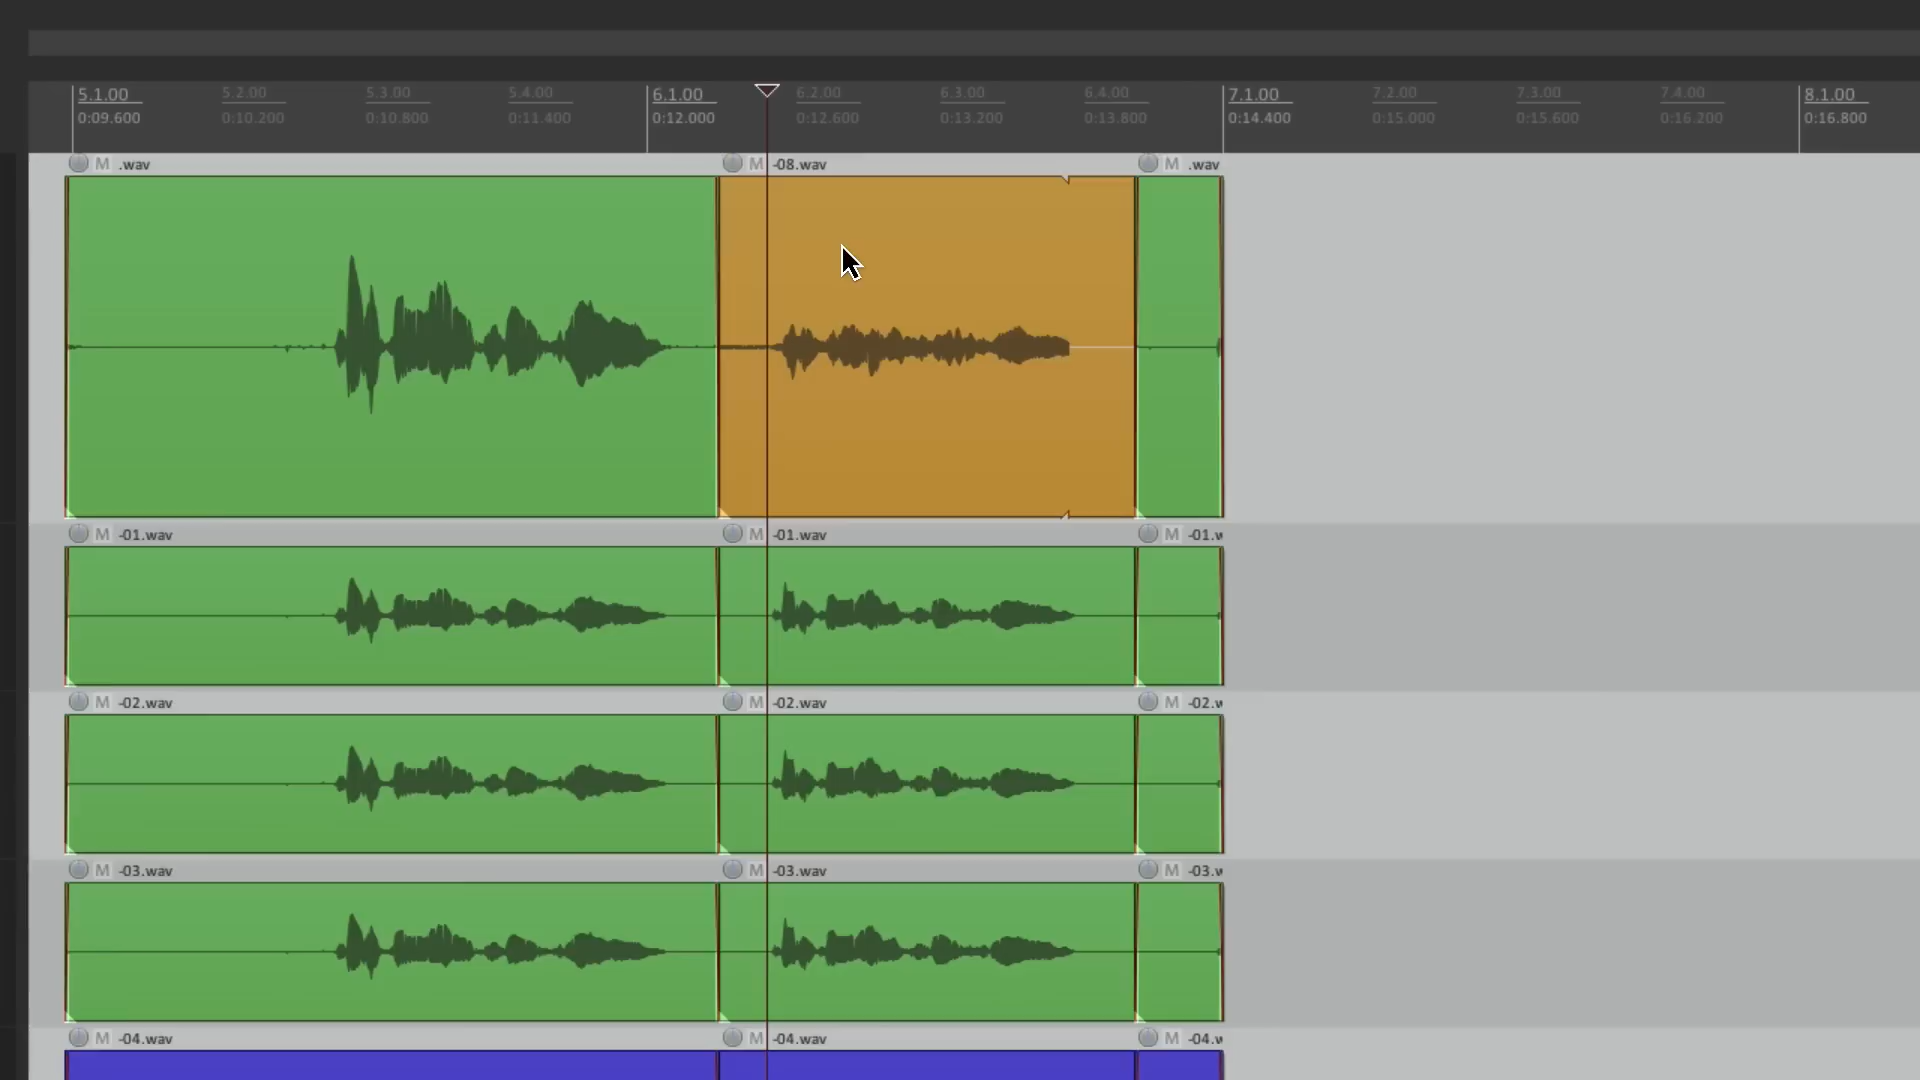 5.1.00 5.2.00 5.3.00 5.4.00 6.1.00 6.2.00 6.3.00 6.4.00 7.1.00 7.2.00 7.3.00 7.4.00 8.1.00
0:09.600 0:10.200 0:10.800 0:11.400 0:12.000 0:12.600 0:13.200 0:13.800 0:14.400 0:15.000 0:15.600 0:16.200 0:16.800
M .wav M -08.wav M .wav
M -01.wav M -01.wav M -01.w
M -02.wav M -02.wav M -02.w
M -03.wav M -03.wav M -03.w
M -04.wav M -04.wav M -04.w